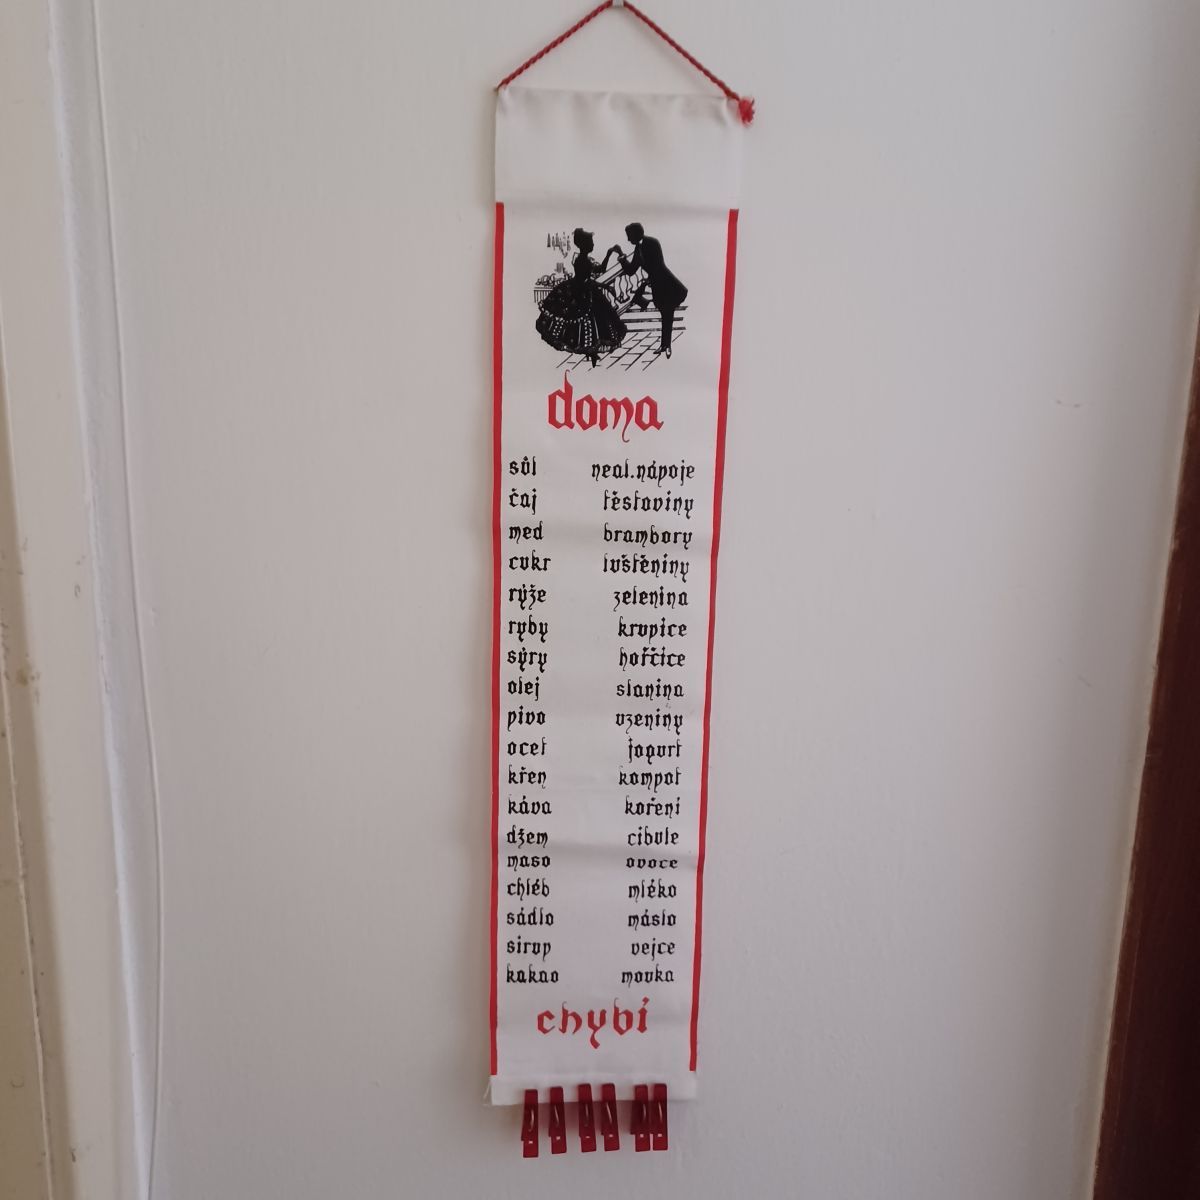 doma
sůl neal.nápoje
čaj těstoviny
med brambory
cukr luštěniny
rýže zelenina
ryby krupice
sýry hořčice
olej slanina
pivo uzeniny
ocet jogurt
křen kompot
káva koření
džem cibule
maso ovoce
chléb mléko
sádlo máslo
sirup vejce
kakao mouka
chybí